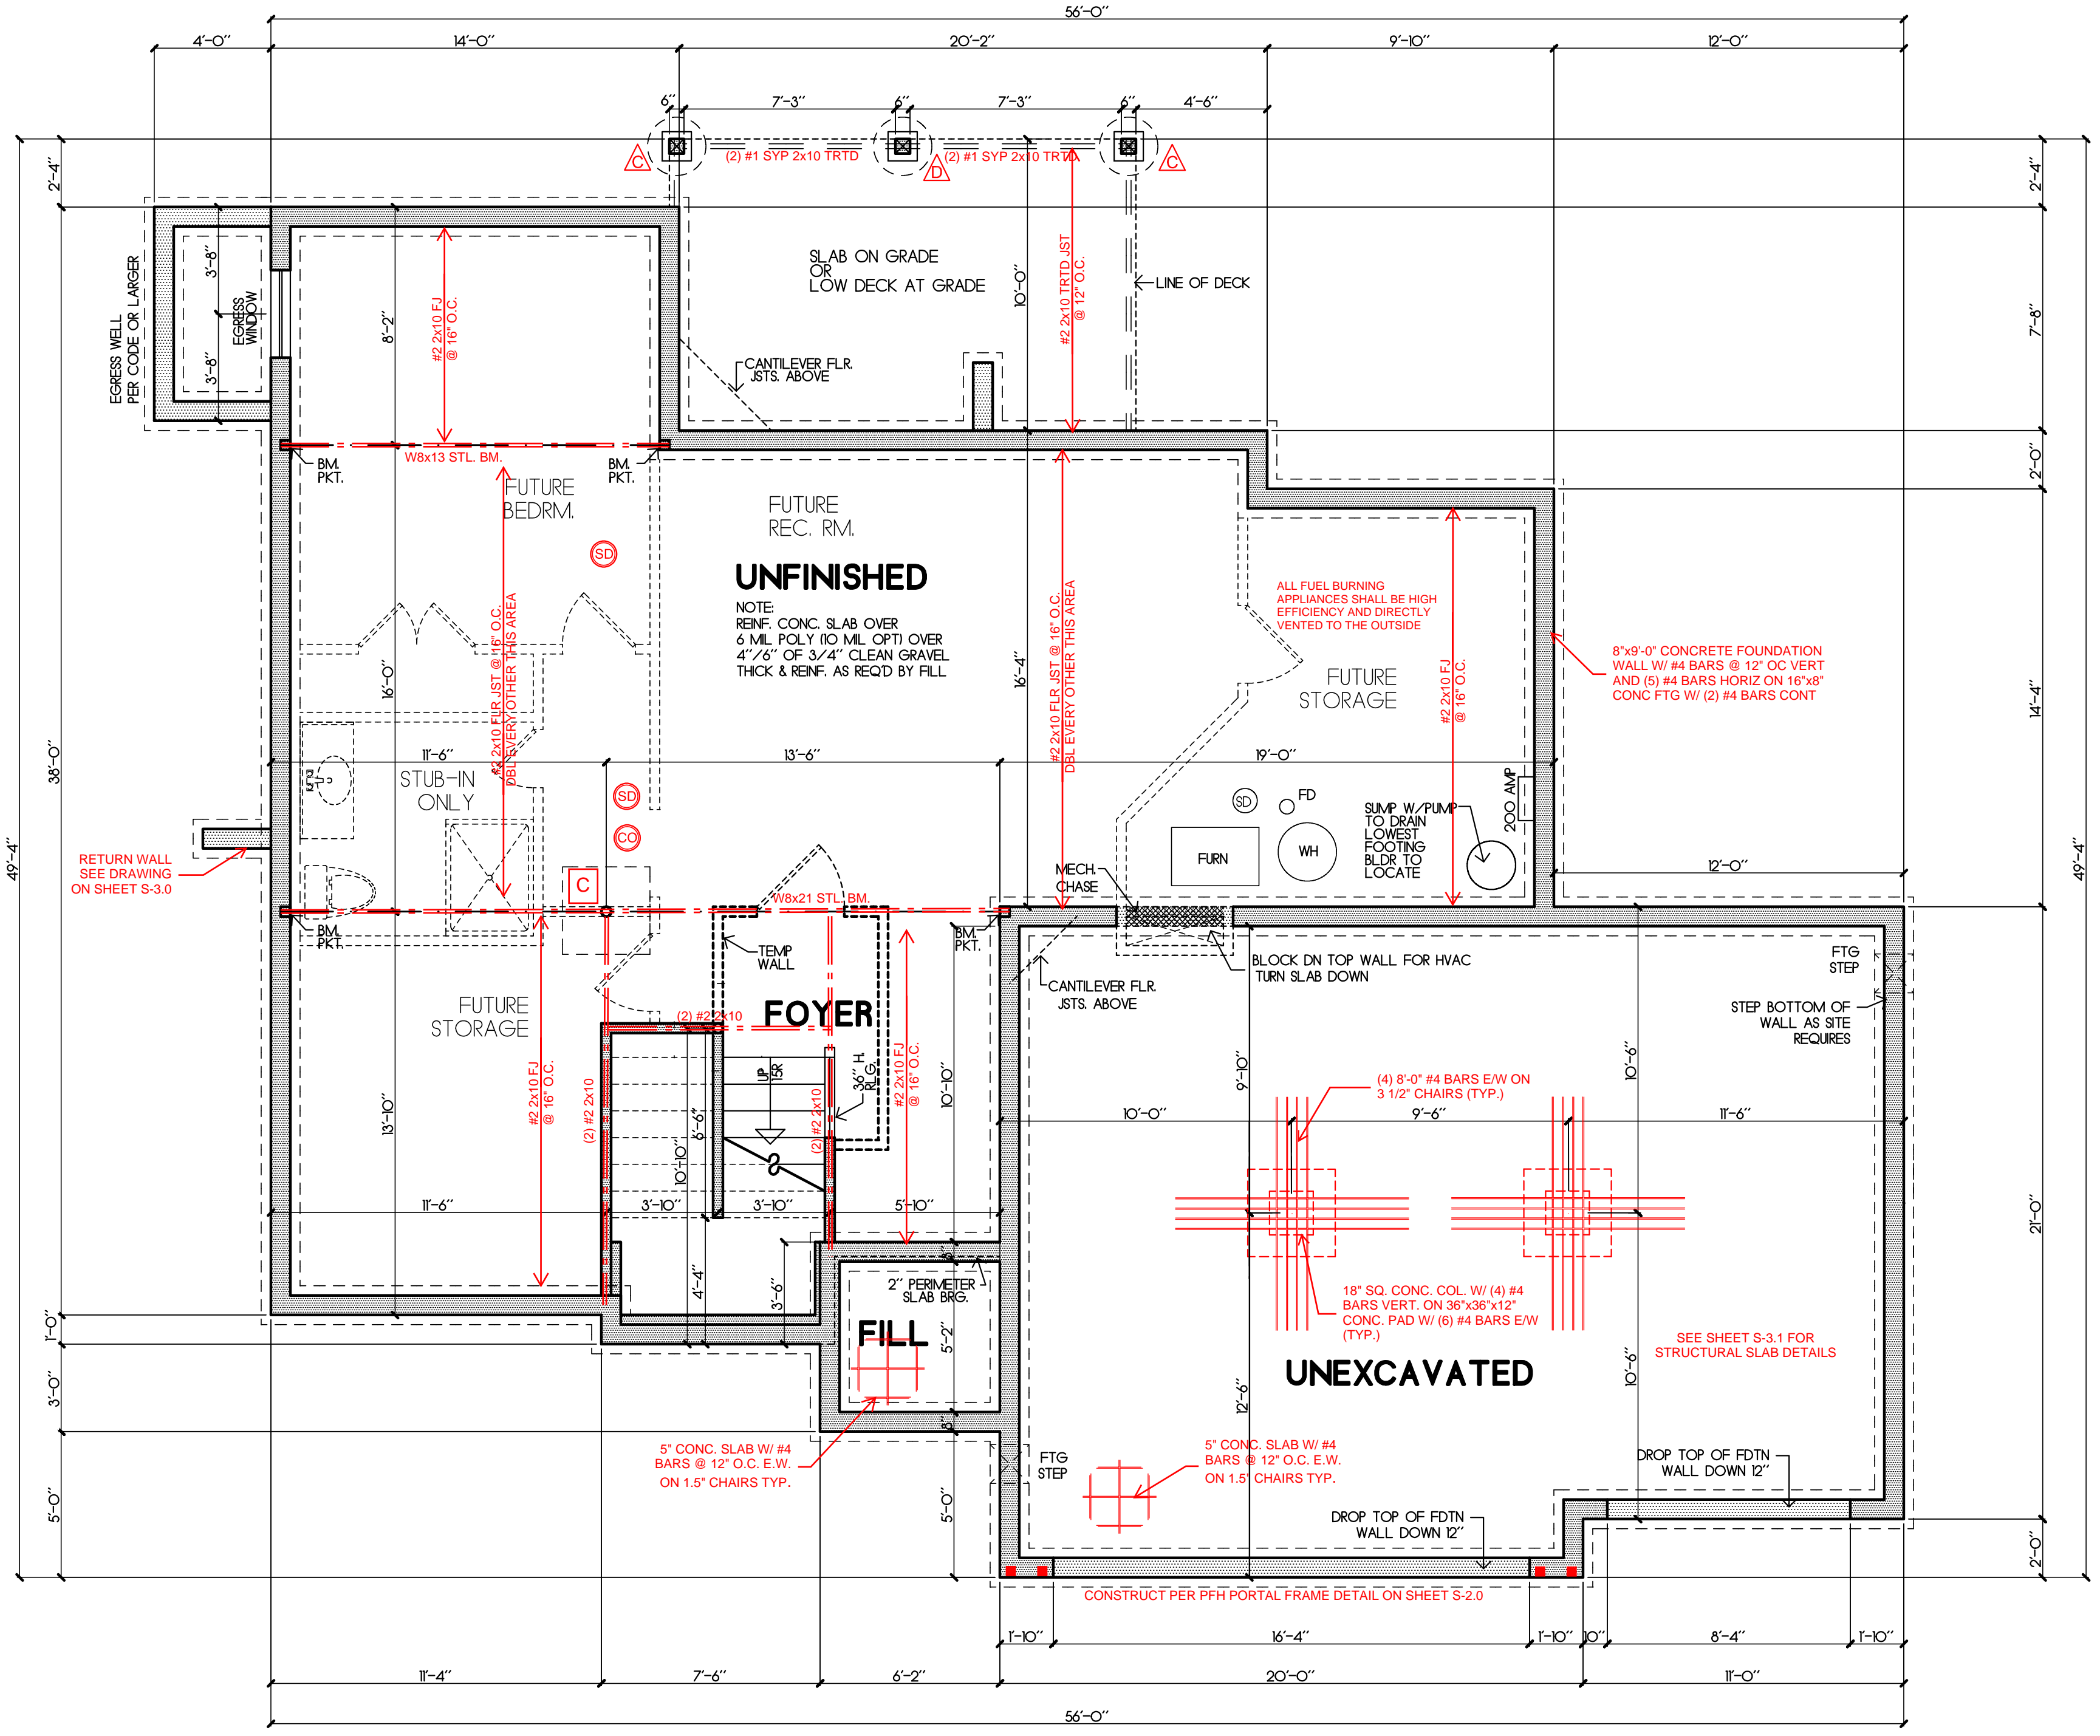 56'-0"
4'-0"
14'-0"
20'-2"
9'-10"
12'-0"
6"
7'-3"
6"
7'-3"
6"
4'-6"
(2) #1 SYP 2x10 TRTD
(2) #1 SYP 2x10 TRTD
C
D
C
2'-4"
2'-4"
3'-8"
3'-8"
EGRESS WELL
PER CODE OR LARGER
EGRESS
WINDOW
8'-2"
#2 2x10 FJ
@ 16" O.C.
SLAB ON GRADE
OR
LOW DECK AT GRADE
10'-0"
#2 2x10 TRTD JST
@ 12" O.C.
LINE OF DECK
7'-8"
CANTILEVER FLR.
JSTS. ABOVE
W8x13 STL. BM.
BM.
PKT.
BM.
PKT.
2'-0"
FUTURE
BEDRM.
FUTURE
REC. RM.
SD
UNFINISHED
NOTE:
REINF. CONC. SLAB OVER
6 MIL POLY (10 MIL OPT) OVER
4"/6" OF 3/4" CLEAN GRAVEL
THICK & REINF. AS REQ'D BY FILL
#2 2x10 FLR JST @ 16" O.C.
DBL EVERY OTHER THIS AREA
16'-0"
16'-4"
#2 2x10 FLR JST @ 16" O.C.
DBL EVERY OTHER THIS AREA
ALL FUEL BURNING
APPLIANCES SHALL BE HIGH
EFFICIENCY AND DIRECTLY
VENTED TO THE OUTSIDE
FUTURE
STORAGE
#2 2x10 FJ
@ 16" O.C.
8"x9'-0" CONCRETE FOUNDATION
WALL W/ #4 BARS @ 12" OC VERT
AND (5) #4 BARS HORIZ ON 16"x8"
CONC FTG W/ (2) #4 BARS CONT
14'-4"
38'-0"
49'-4"
49'-4"
11'-6"
13'-6"
19'-0"
STUB-IN
ONLY
SD
CO
SD
FD
FURN
WH
SUMP W/PUMP
TO DRAIN
LOWEST
FOOTING
BLDR TO
LOCATE
200 AMP
12'-0"
RETURN WALL
SEE DRAWING
ON SHEET S-3.0
C
MECH.
CHASE
W8x21 STL. BM.
BM.
PKT.
BM.
PKT.
TEMP
WALL
BLOCK DN TOP WALL FOR HVAC
TURN SLAB DOWN
CANTILEVER FLR.
JSTS. ABOVE
FTG
STEP
STEP BOTTOM OF
WALL AS SITE
REQUIRES
FUTURE
STORAGE
FOYER
(2) #2 2x10
#2 2x10 FJ
@ 16" O.C.
(2) #2 2x10
UP
15R
36" H.
RLG.
(2) #2 2x10
#2 2x10 FJ
@ 16" O.C.
10'-10"
9'-10"
10'-6"
13'-10"
6'-6"
10'-10"
(4) 8'-0" #4 BARS E/W ON
3 1/2" CHAIRS (TYP.)
10'-0"
9'-6"
11'-6"
11'-6"
3'-10"
3'-10"
5'-10"
21'-0"
8"
4'-4"
3'-6"
2" PERIMETER
SLAB BRG.
18" SQ. CONC. COL. W/ (4) #4
BARS VERT. ON 36"x36"x12"
CONC. PAD W/ (6) #4 BARS E/W
(TYP.)
1'-0"
FILL
5'-2"
SEE SHEET S-3.1 FOR
STRUCTURAL SLAB DETAILS
UNEXCAVATED
12'-6"
10'-6"
3'-0"
8"
5" CONC. SLAB W/ #4
BARS @ 12" O.C. E.W.
ON 1.5" CHAIRS TYP.
FTG
STEP
5" CONC. SLAB W/ #4
BARS @ 12" O.C. E.W.
ON 1.5" CHAIRS TYP.
DROP TOP OF FDTN
WALL DOWN 12"
5'-0"
5'-0"
DROP TOP OF FDTN
WALL DOWN 12"
2'-0"
CONSTRUCT PER PFH PORTAL FRAME DETAIL ON SHEET S-2.0
1'-10"
16'-4"
1'-10"
10"
8'-4"
1'-10"
11'-4"
7'-6"
6'-2"
20'-0"
11'-0"
56'-0"